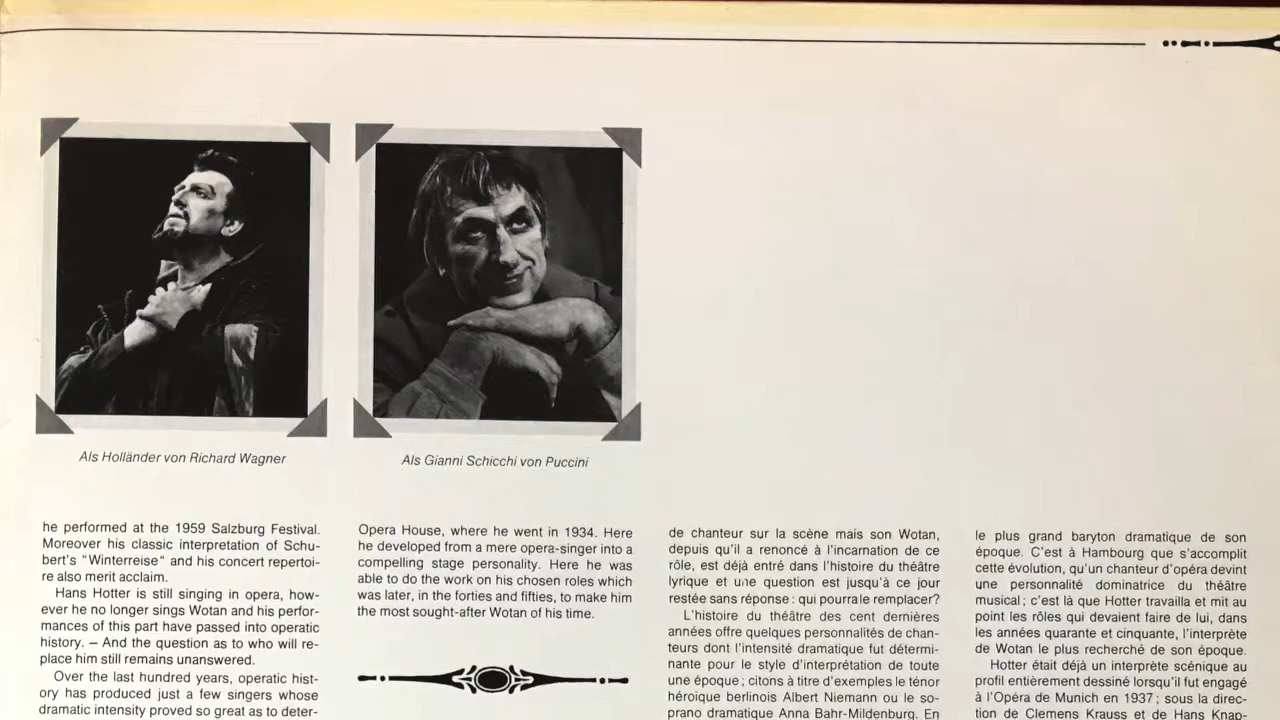 Als Holländer von Richard Wagner
Als Gianni Schicchi von Puccini
he performed at the 1959 Salzburg Festival.
Moreover his classic interpretation of Schu-
bert's "Winterreise" and his concert repertoi-
re also merit acclaim.
Hans Hotter is still singing in opera, how-
ever he no longer sings Wotan and his perfor-
mances of this part have passed into operatic
history. – And the question as to who will re-
place him still remains unanswered.
Over the last hundred years, operatic hist-
ory has produced just a few singers whose
dramatic intensity proved so great as to deter-
Opera House, where he went in 1934. Here
he developed from a mere opera-singer into a
compelling stage personality. Here he was
able to do the work on his chosen roles which
was later, in the forties and fifties, to make him
the most sought-after Wotan of his time.
de chanteur sur la scène mais son Wotan,
depuis qu'il a renoncé à l'incarnation de ce
rôle, est déjà entré dans l'histoire du théâtre
lyrique et une question est jusqu'à ce jour
restée sans réponse: qui pourra le remplacer?
L'histoire du théâtre des cent dernières
années offre quelques personnalités de chan-
teurs dont l'intensité dramatique fut détermi-
nante pour le style d'interprétation de toute
une époque; citons à titre d'exemples le ténor
héroïque berlinois Albert Niemann ou le so-
prano dramatique Anna Bahr-Mildenburg. En
le plus grand baryton dramatique de son
époque. C'est à Hambourg que s'accomplit
cette évolution, qu'un chanteur d'opéra devint
une personnalité dominatrice du théâtre
musical; c'est là que Hotter travailla et mit au
point les rôles qui devaient faire de lui, dans
les années quarante et cinquante, l'interprète
de Wotan le plus recherché de son époque.
Hotter était déjà un interprète scénique au
profil entièrement dessiné lorsqu'il fut engagé
à l'Opéra de Munich en 1937; sous la direc-
tion de Clemens Krauss et de Hans Knap-